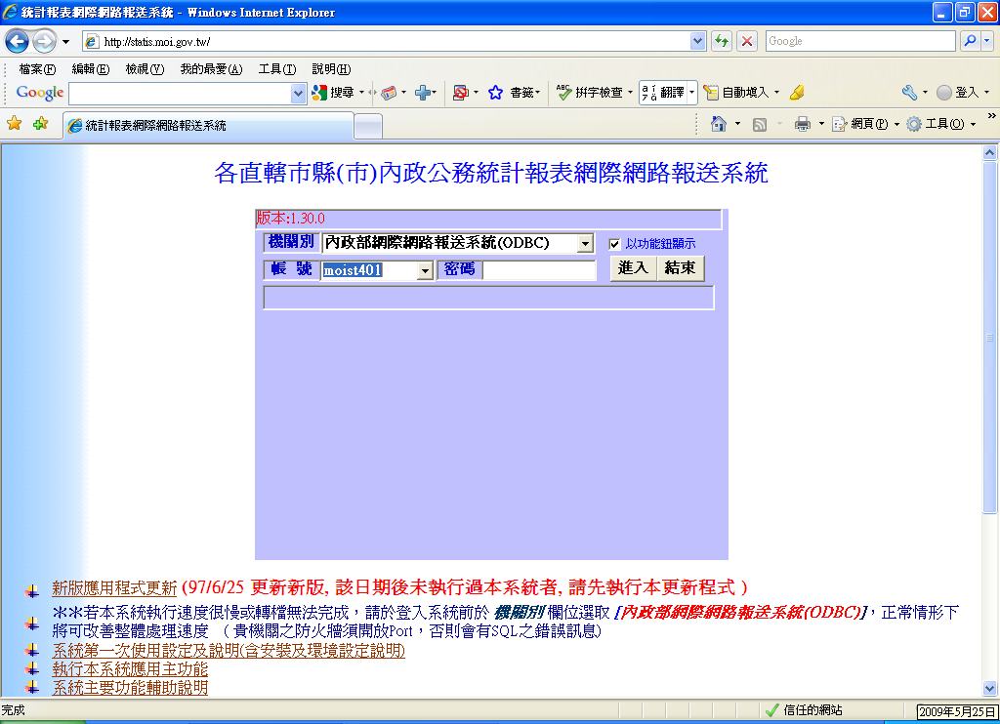 統計報表網際網路報送系統 - Windows Internet Explorer
http://statis.moi.gov.tw/
Google
檔案(F) 編輯(E) 檢視(V) 我的最愛(A) 工具(T) 說明(H)
Google 搜尋 書籤 ABC 拼字檢查 翻譯 自動填入 登入
統計報表網際網路報送系統
網頁(P) 工具(O)
各直轄市縣(市)內政公務統計報表網際網路報送系統
版本:1.30.0
機關別 內政部網際網路報送系統(ODBC) 以功能鈕顯示
帳 號 moist401 密碼 進入 結束
新版應用程式更新 (97/6/25 更新新版, 該日期後未執行過本系統者, 請先執行本更新程式 )
**若本系統執行速度很慢或轉檔無法完成，請於登入系統前於 機關別 欄位選取 [內政部網際網路報送系統(ODBC)]，正常情形下
將可改善整體處理速度 （ 貴機關之防火牆須開放Port，否則會有SQL之錯誤訊息)
系統第一次使用設定及說明(含安裝及環境設定說明)
執行本系統應用主功能
系統主要功能輔助說明
完成 信任的網站 2009年5月25日